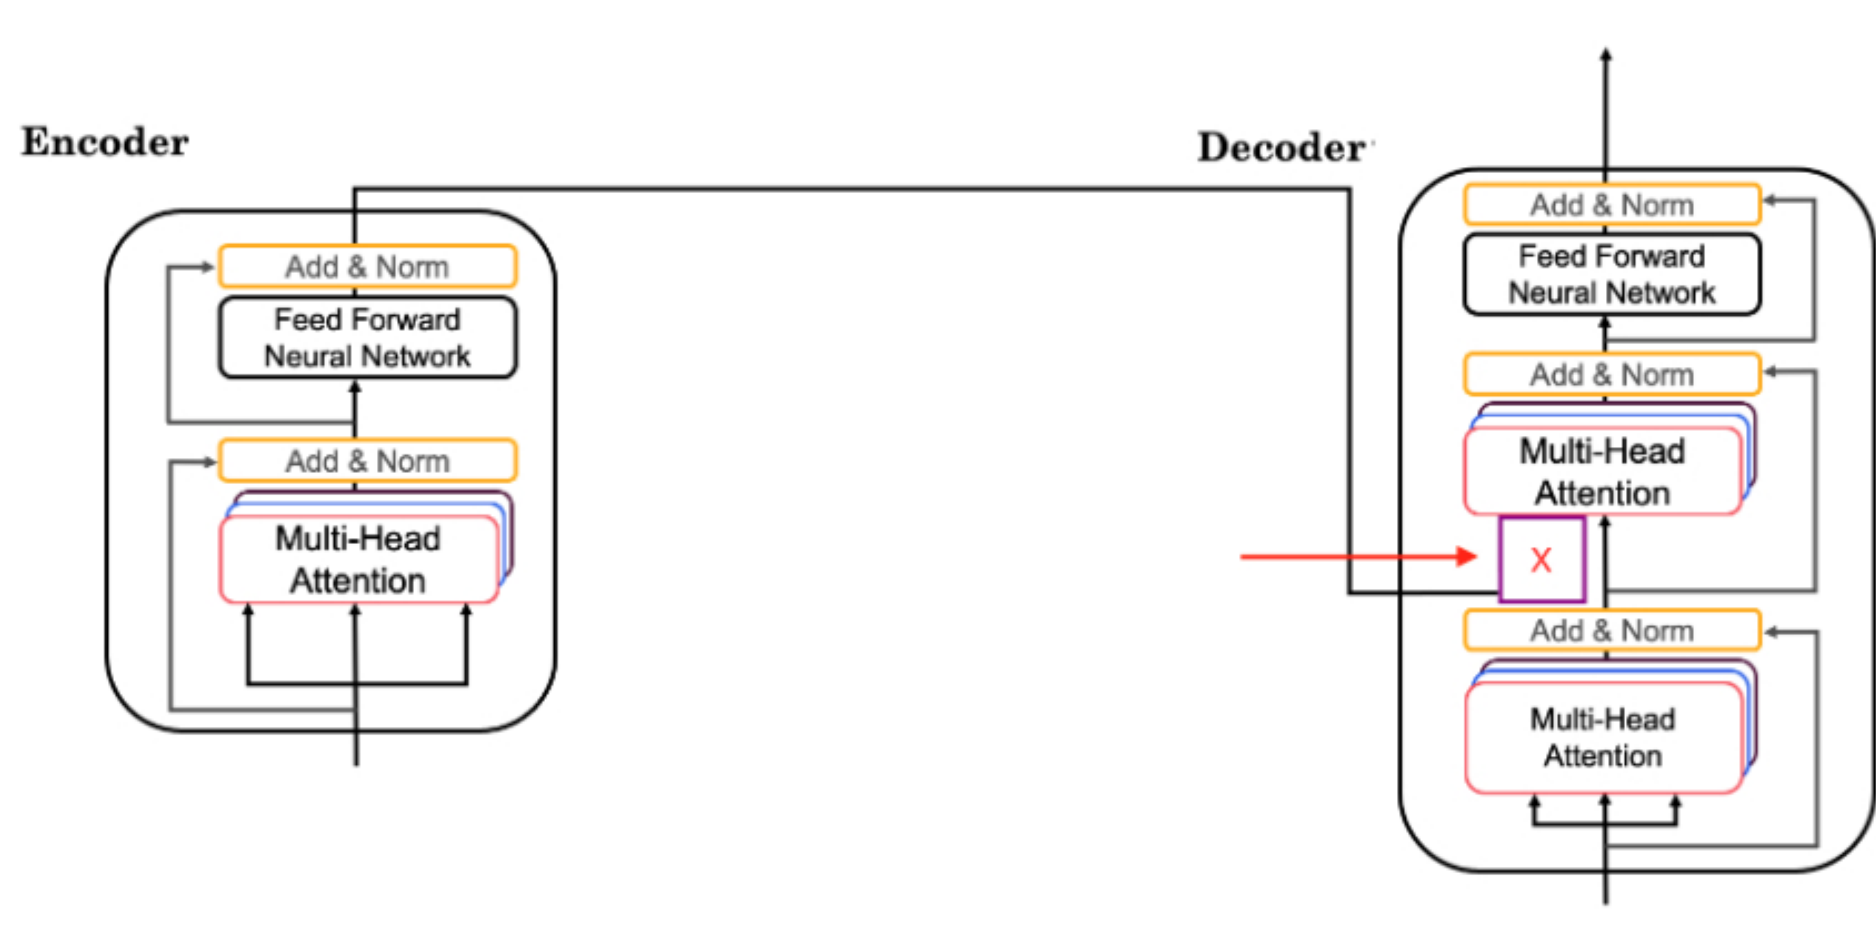 Encoder
Add & Norm
Feed Forward
Neural Network
Add & Norm
Multi-Head
Attention
Decoder
Add & Norm
Feed Forward
Neural Network
Add & Norm
Multi-Head
Attention
X
Add & Norm
Multi-Head
Attention